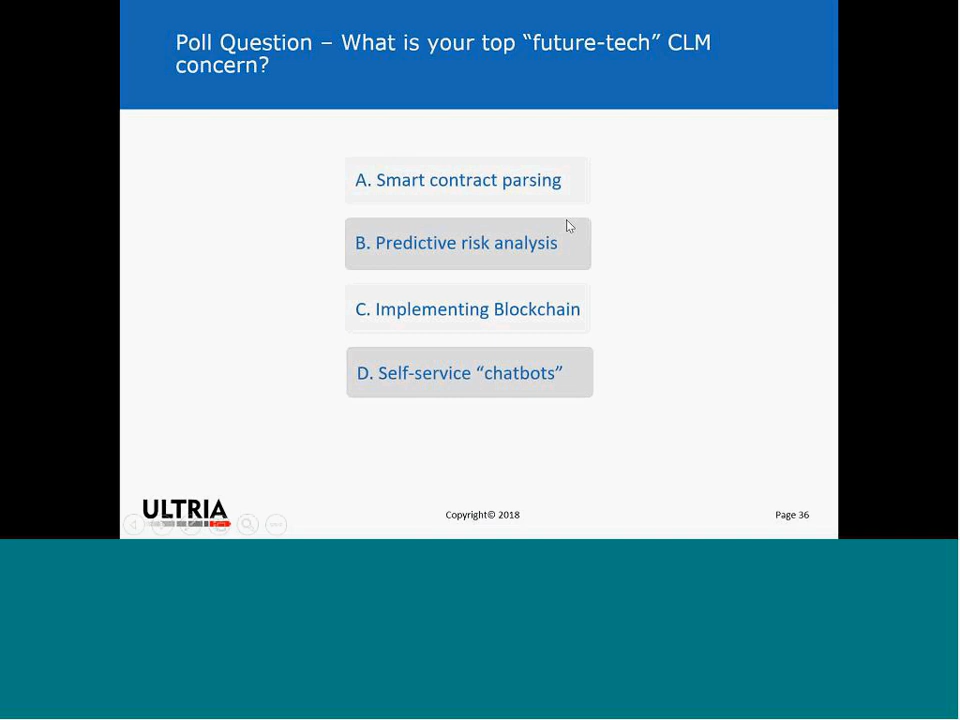 Poll Question – What is your top “future-tech” CLM
concern?
A. Smart contract parsing
B. Predictive risk analysis
C. Implementing Blockchain
D. Self-service “chatbots”
ULTRIA
Copyright© 2018
Page 36